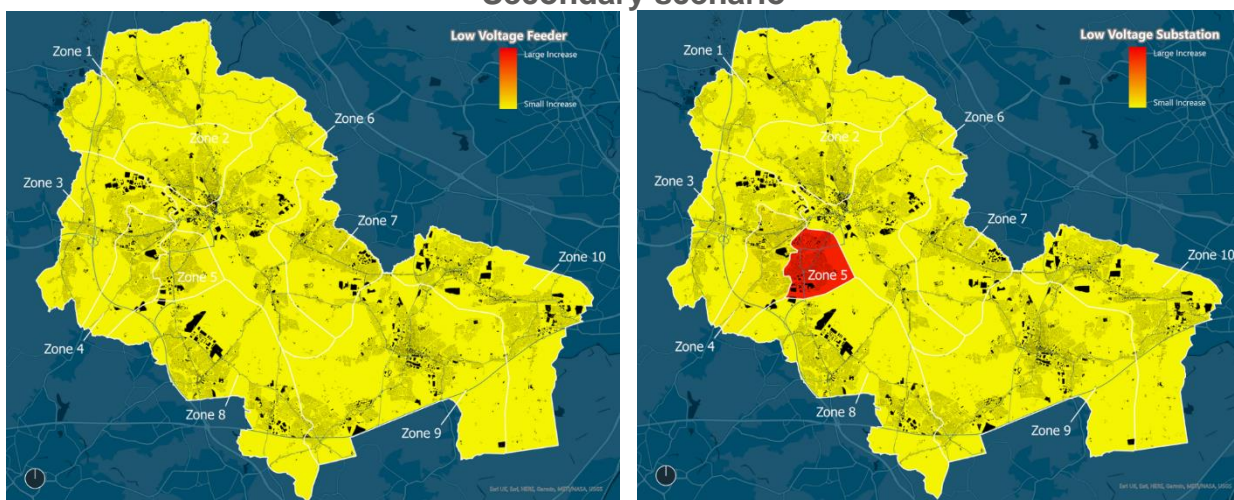 Secondary scenario
Low Voltage Feeder
Large Increase
Small Increase
Zone 1
Zone 2
Zone 6
Zone 3
Zone 7
Zone 5
Zone 10
Zone 4
Zone 8
Zone 9
Low Voltage Substation
Large Increase
Small Increase
Zone 1
Zone 2
Zone 6
Zone 3
Zone 7
Zone 5
Zone 10
Zone 4
Zone 8
Zone 9